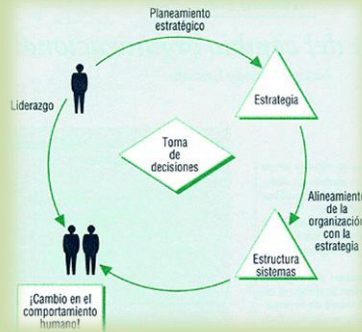 Planeamiento
estratégico
Liderazgo
Estrategia
Toma
de
decisiones
Alineamiento
de la
organización
con la
estrategia
Estructura
sistemas
¡Cambio en el
comportamiento
humano!